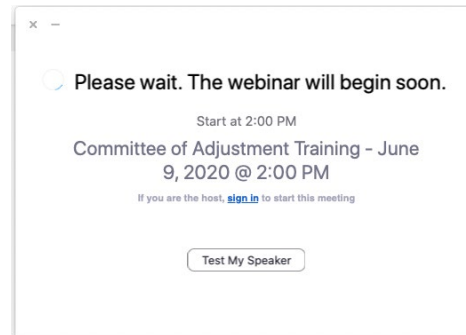 Please wait. The webinar will begin soon.
Start at 2:00 PM
Committee of Adjustment Training - June
9, 2020 @ 2:00 PM
If you are the host, sign in to start this meeting
Test My Speaker